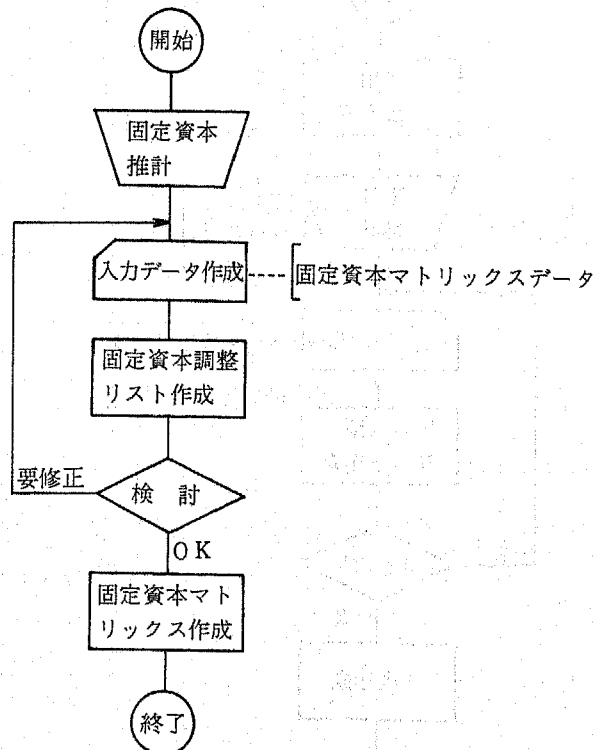 開始
固定資本
推計
入力データ作成
固定資本マトリックスデータ
固定資本調整
リスト作成
要修正
検 討
OK
固定資本マト
リックス作成
終了